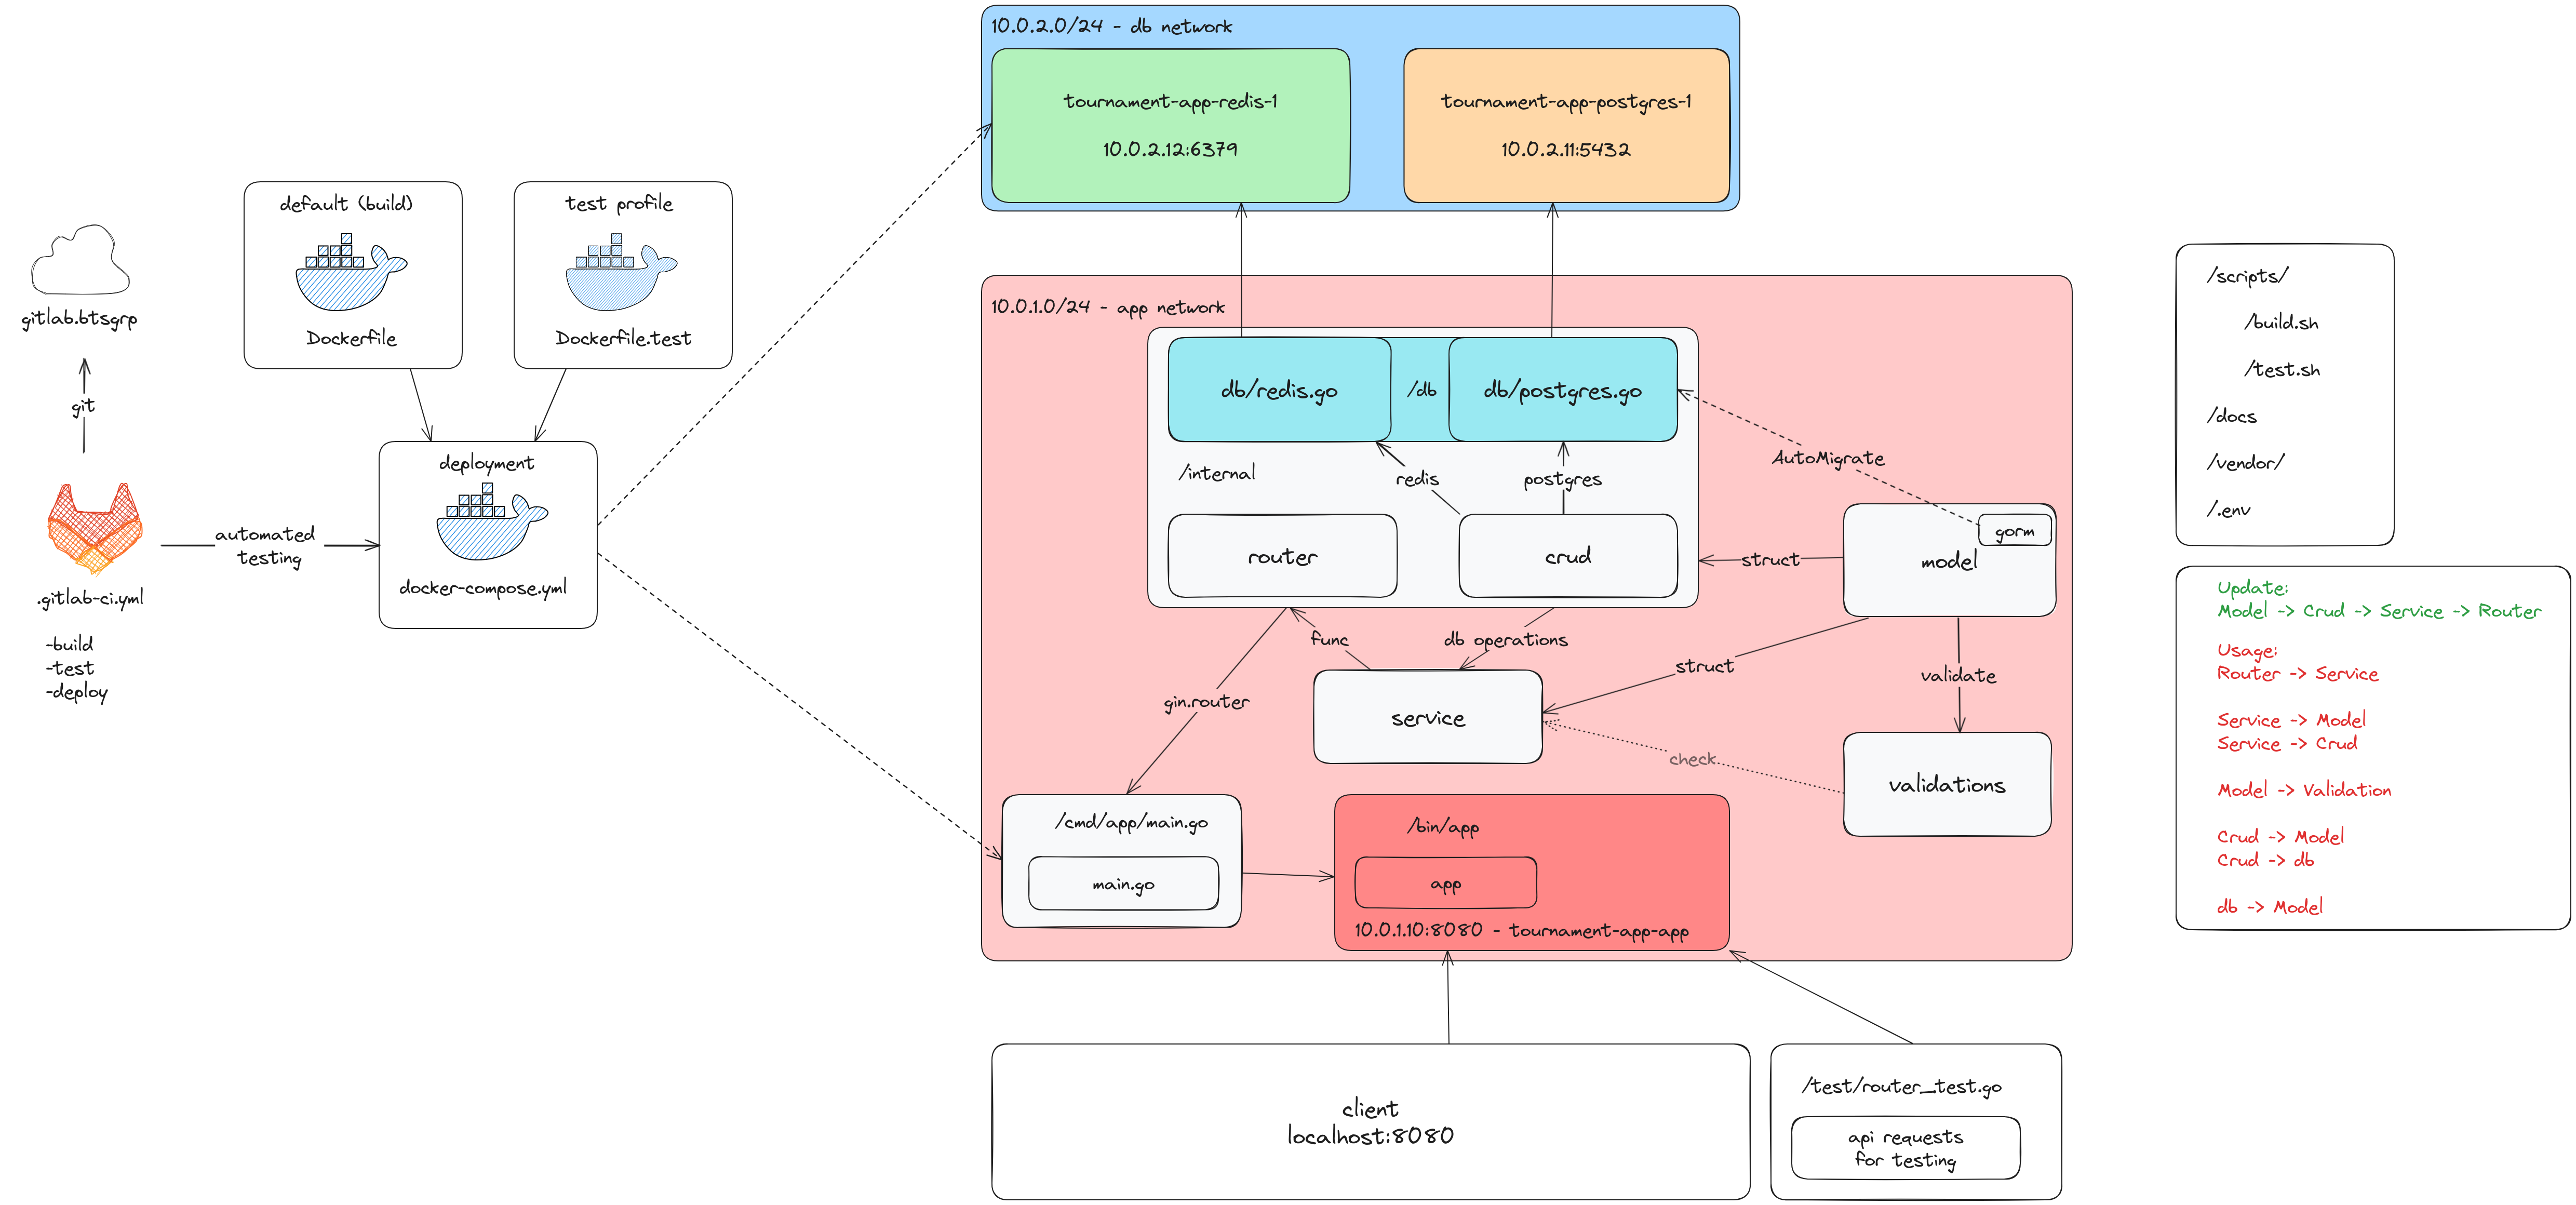 gitlab.btsgrp
git
.gitlab-ci.yml
-build
-test
-deploy
automated
testing
default (build)
Dockerfile
test profile
Dockerfile.test
deployment
docker-compose.yml
10.0.2.0/24 - db network
tournament-app-redis-1
10.0.2.12:6379
tournament-app-postgres-1
10.0.2.11:5432
10.0.1.0/24 - app network
db/redis.go
/db
db/postgres.go
/internal
redis
postgres
AutoMigrate
router
crud
struct
gorm
model
func
db operations
struct
validate
gin.router
service
check
validations
/cmd/app/main.go
main.go
/bin/app
app
10.0.1.10:8080 - tournament-app-app
client
localhost:8080
/test/router_test.go
api requests
for testing
/scripts/
/build.sh
/test.sh
/docs
/vendor/
/.env
Update:
Model -> Crud -> Service -> Router
Usage:
Router -> Service
Service -> Model
Service -> Crud
Model -> Validation
Crud -> Model
Crud -> db
db -> Model